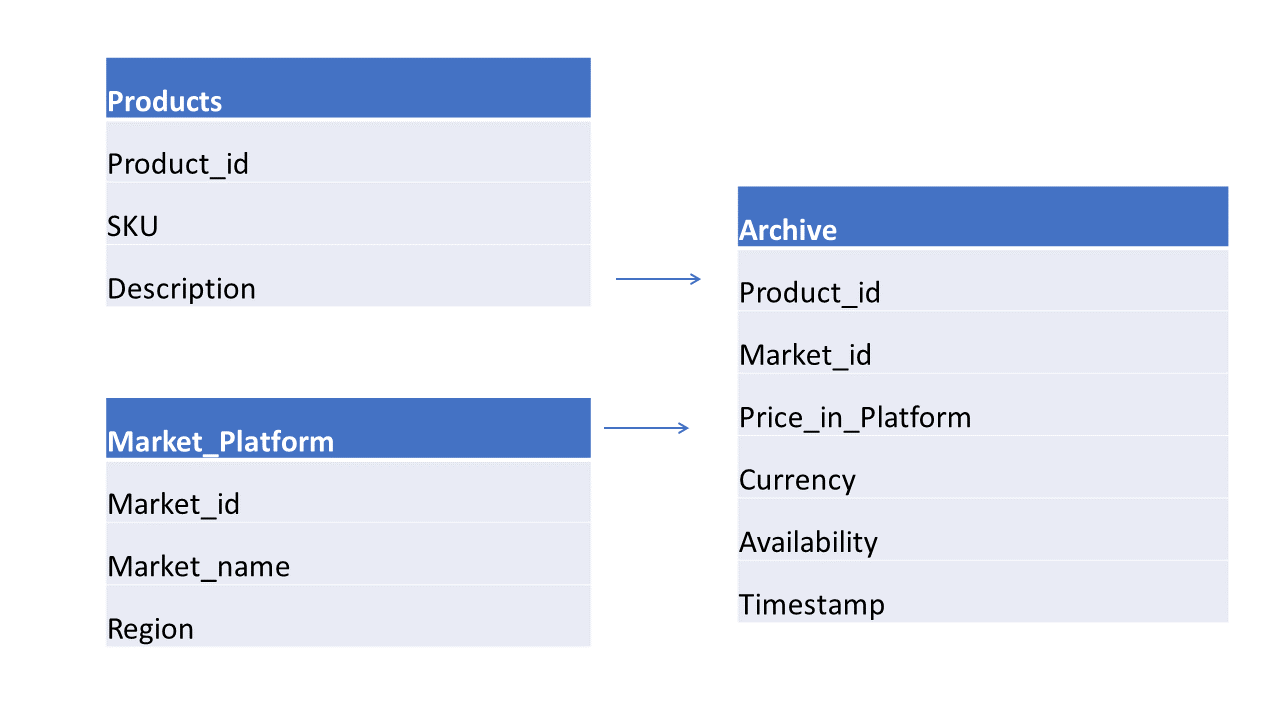 Products
Product_id
SKU
Description
Market_Platform
Market_id
Market_name
Region
Archive
Product_id
Market_id
Price_in_Platform
Currency
Availability
Timestamp